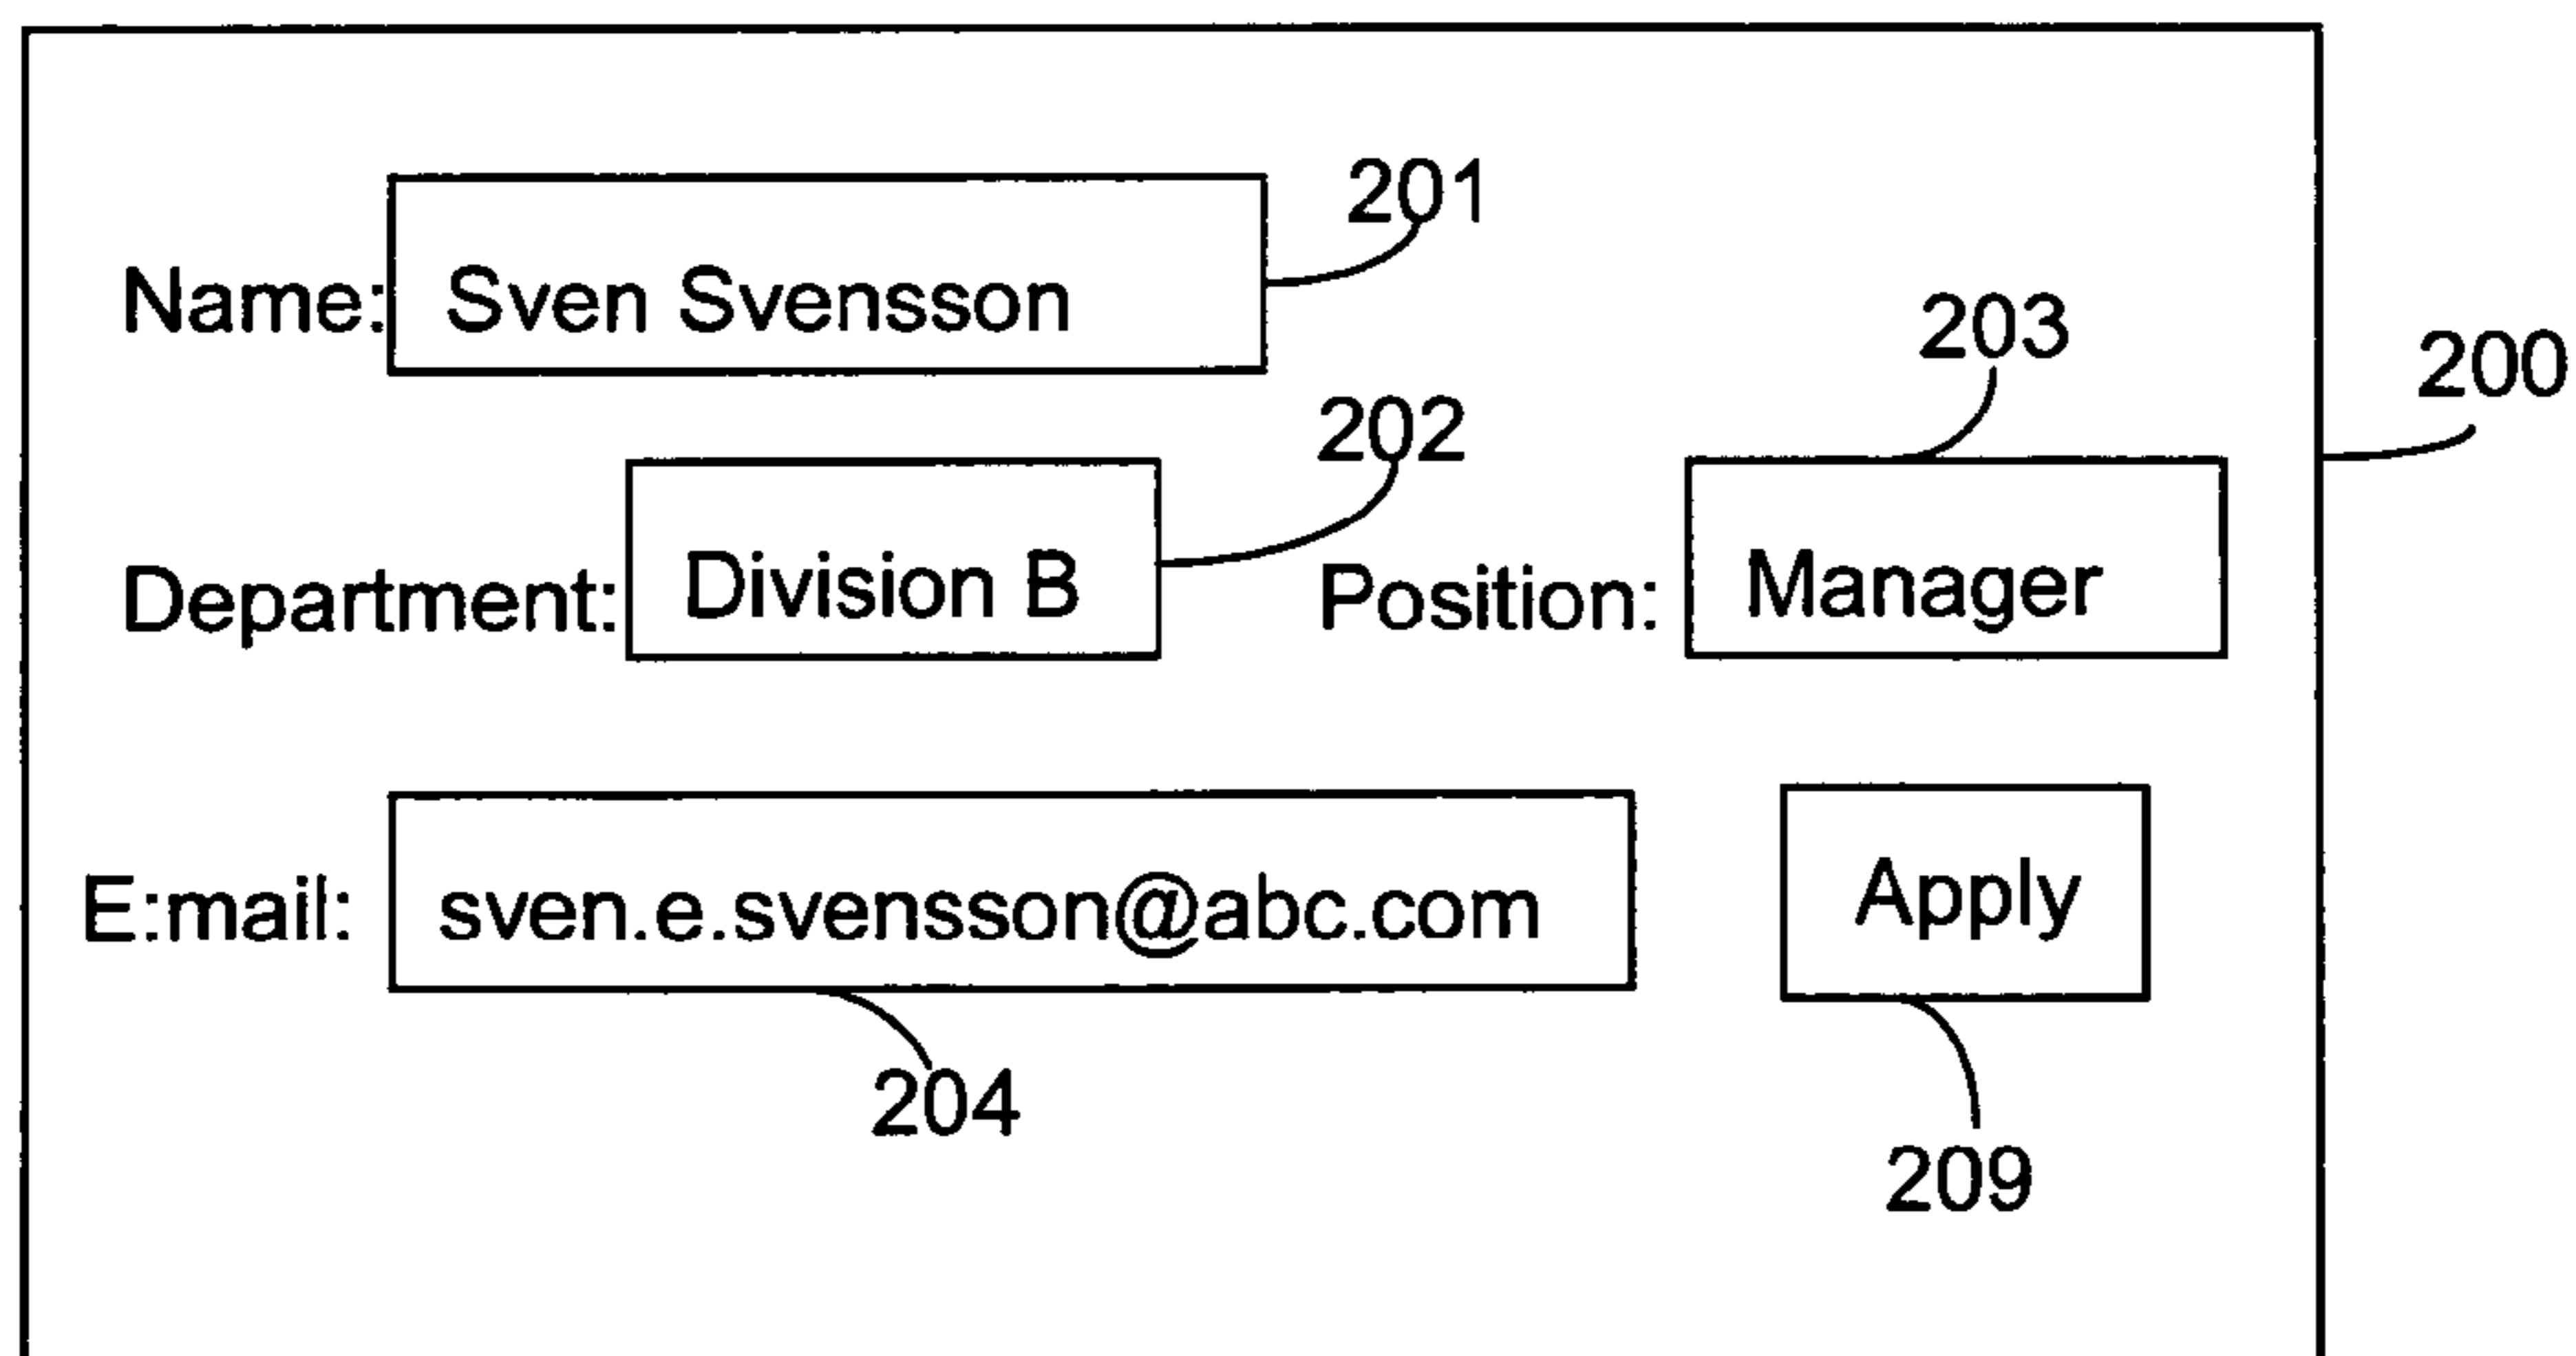 201
Name: Sven Svensson
203
200
202
Department: Division B Position: Manager
E:mail: sven.e.svensson@abc.com Apply
204
209